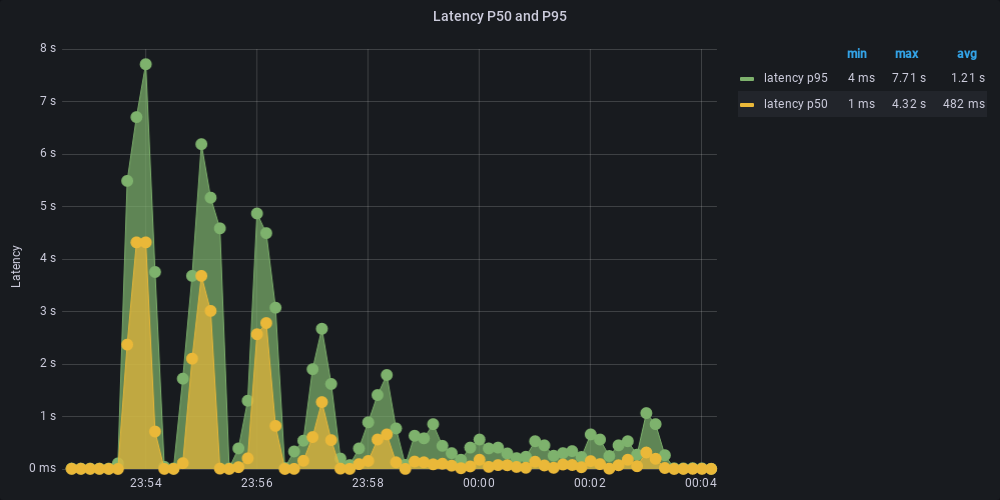 Latency P50 and P95
8 s
7 s
6 s
5 s
4 s
3 s
2 s
1 s
0 ms
Latency
23:54 23:56 23:58 00:00 00:02 00:04
min max avg
latency p95 4 ms 7.71 s 1.21 s
latency p50 1 ms 4.32 s 482 ms